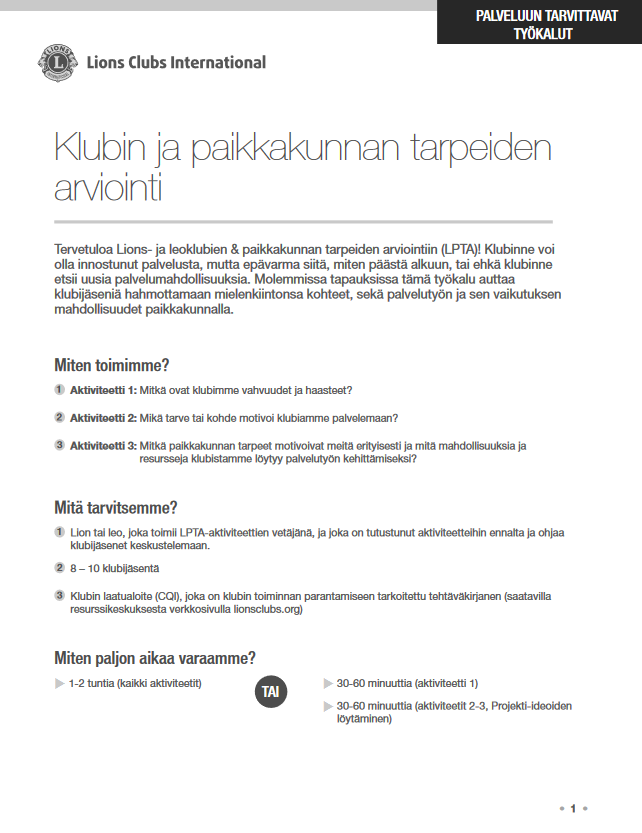 PALVELUUN TARVITTAVAT
TYÖKALUT
LIONS
L
INTERNATIONAL
Lions Clubs International
Klubin ja paikkakunnan tarpeiden
arviointi
Tervetuloa Lions- ja leoklubien & paikkakunnan tarpeiden arviointiin (LPTA)! Klubinne voi
olla innostunut palvelusta, mutta epävarma siitä, miten päästä alkuun, tai ehkä klubinne
etsii uusia palvelumahdollisuuksia. Molemmissa tapauksissa tämä työkalu auttaa
klubijäseniä hahmottamaan mielenkiintonsa kohteet, sekä palvelutyön ja sen vaikutuksen
mahdollisuudet paikkakunnalla.
Miten toimimme?
1 Aktiviteetti 1: Mitkä ovat klubimme vahvuudet ja haasteet?
2 Aktiviteetti 2: Mikä tarve tai kohde motivoi klubiamme palvelemaan?
3 Aktiviteetti 3: Mitkä paikkakunnan tarpeet motivoivat meitä erityisesti ja mitä mahdollisuuksia ja
resursseja klubistamme löytyy palvelutyön kehittämiseksi?
Mitä tarvitsemme?
1 Lion tai leo, joka toimii LPTA-aktiviteettien vetäjänä, ja joka on tutustunut aktiviteetteihin ennalta ja ohjaa
klubijäsenet keskustelemaan.
2 8 – 10 klubijäsentä
3 Klubin laatualoite (CQI), joka on klubin toiminnan parantamiseen tarkoitettu tehtäväkirjanen (saatavilla
resurssikeskuksesta verkkosivulla lionsclubs.org)
Miten paljon aikaa varaamme?
1-2 tuntia (kaikki aktiviteetit)
TAI
30-60 minuuttia (aktiviteetti 1)
30-60 minuuttia (aktiviteetit 2-3, Projekti-ideoiden
löytäminen)
• 1 •